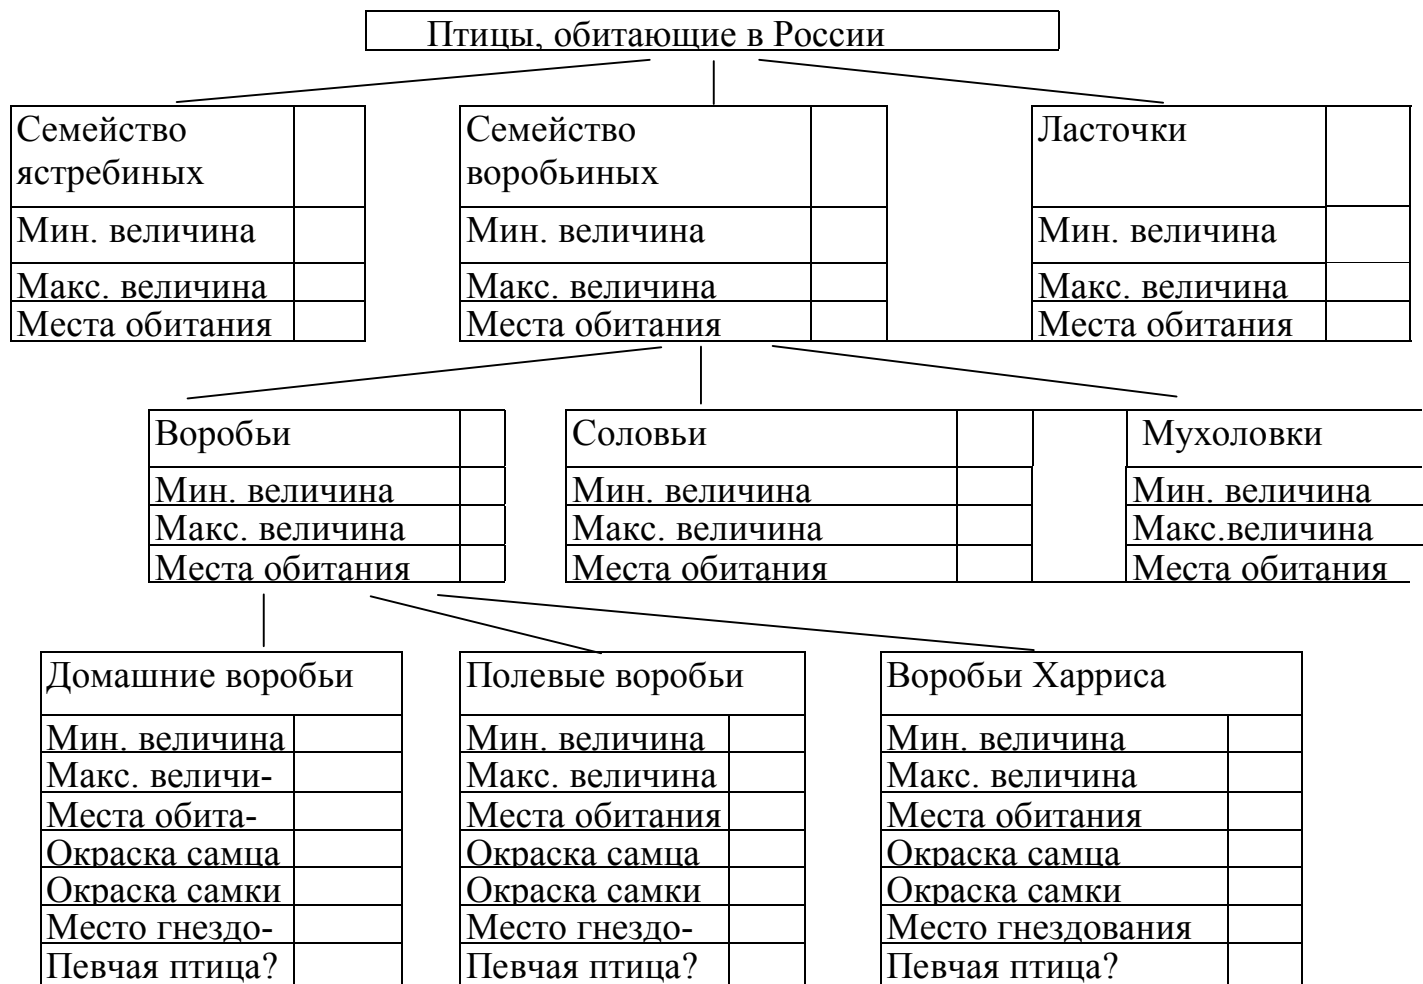 Птицы, обитающие в России
Семейство
ястребиных
Мин. величина
Макс. величина
Места обитания
Семейство
воробьиных
Мин. величина
Макс. величина
Места обитания
Ласточки
Мин. величина
Макс. величина
Места обитания
Воробьи
Мин. величина
Макс. величина
Места обитания
Соловьи
Мин. величина
Макс. величина
Места обитания
Мухоловки
Мин. величина
Макс.величина
Места обитания
Домашние воробьи
Мин. величина
Макс. величи-
Места обита-
Окраска самца
Окраска самки
Место гнездо-
Певчая птица?
Полевые воробьи
Мин. величина
Макс. величина
Места обитания
Окраска самца
Окраска самки
Место гнездо-
Певчая птица?
Воробьи Харриса
Мин. величина
Макс. величина
Места обитания
Окраска самца
Окраска самки
Место гнездования
Певчая птица?